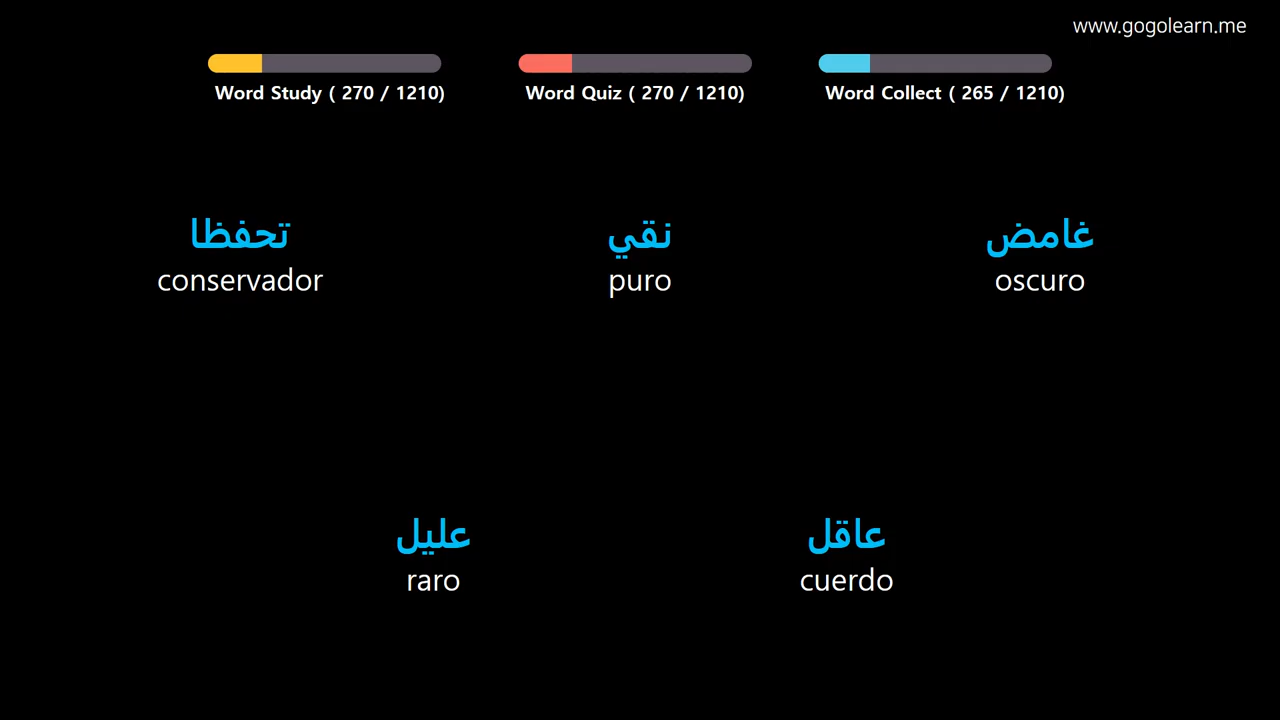 www.gogolearn.me
Word Study ( 270 / 1210)
Word Quiz ( 270 / 1210)
Word Collect ( 265 / 1210)
تحفظا
conservador
نقي
puro
غامض
oscuro
عليل
raro
عاقل
cuerdo